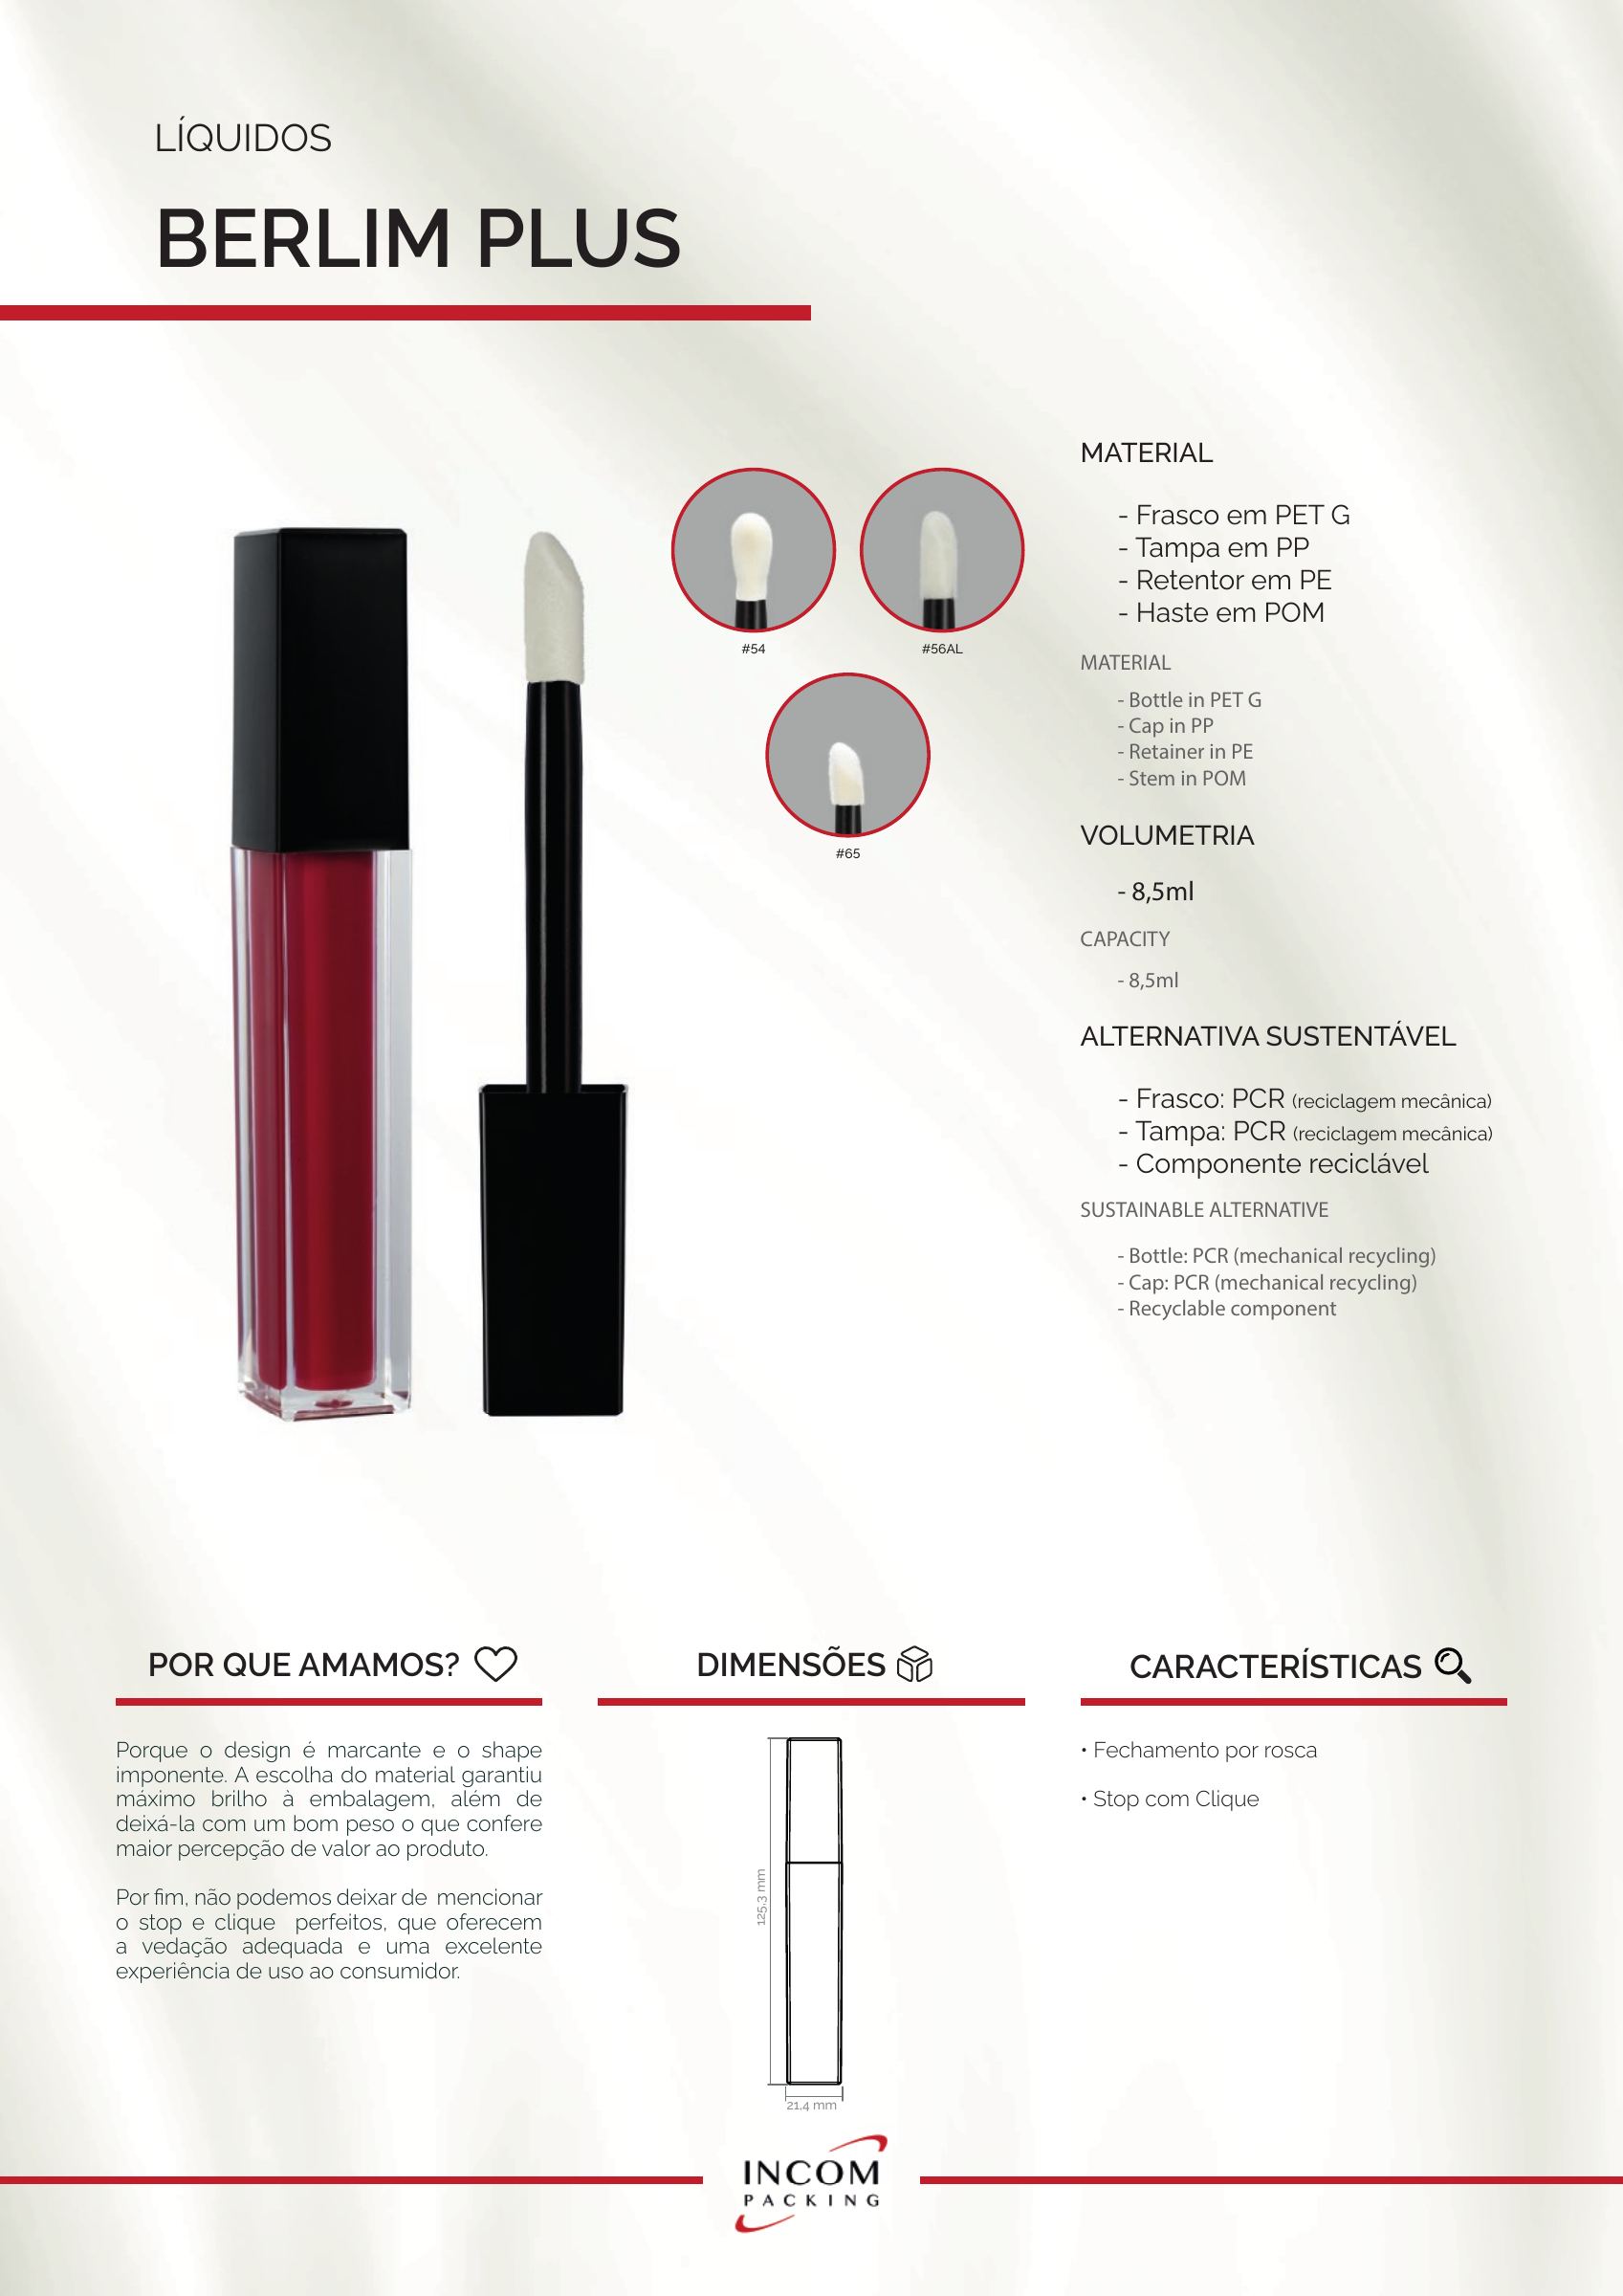 LÍQUIDOS
BERLIM PLUS
#54
#56AL
#65
MATERIAL
- Frasco em PET G
- Tampa em PP
- Retentor em PE
- Haste em POM
MATERIAL
- Bottle in PET G
- Cap in PP
- Retainer in PE
- Stem in POM
VOLUMETRIA
- 8,5ml
CAPACITY
- 8,5ml
ALTERNATIVA SUSTENTÁVEL
- Frasco: PCR (reciclagem mecânica)
- Tampa: PCR (reciclagem mecânica)
- Componente reciclável
SUSTAINABLE ALTERNATIVE
- Bottle: PCR (mechanical recycling)
- Cap: PCR (mechanical recycling)
- Recyclable component
POR QUE AMAMOS?
Porque o design é marcante e o shape
imponente. A escolha do material garantiu
máximo brilho à embalagem, além de
deixá-la com um bom peso o que confere
maior percepção de valor ao produto.
Por fim, não podemos deixar de mencionar
o stop e clique perfeitos, que oferecem
a vedação adequada e uma excelente
experiência de uso ao consumidor.
DIMENSÕES
125,3 mm
21,4 mm
CARACTERÍSTICAS
• Fechamento por rosca
• Stop com Clique
INCOM
PACKING